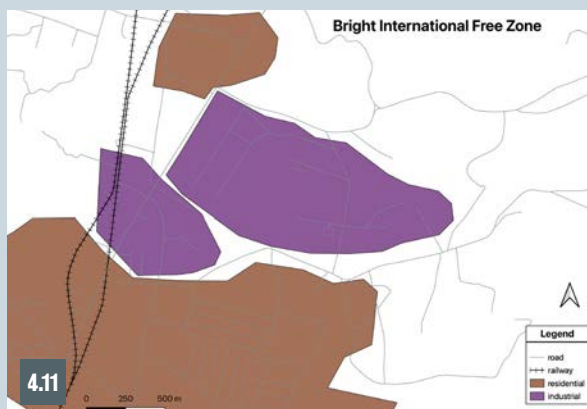 Bright International Free Zone
Legend
road
railway
residential
industrial
4.11
0 250 500 m